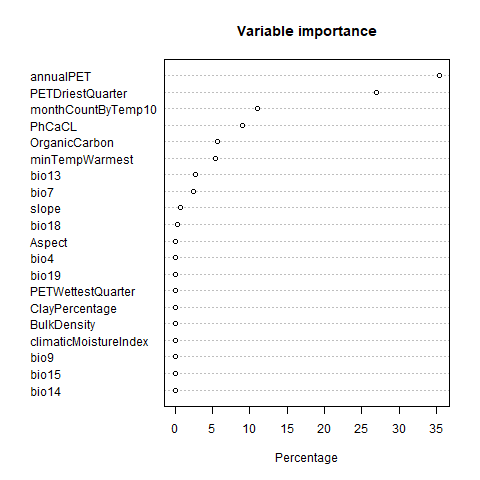 Variable importance
annualPET
PETDriestQuarter
monthCountByTemp10
PhCaCL
OrganicCarbon
minTempWarmest
bio13
bio7
slope
bio18
Aspect
bio4
bio19
PETWettestQuarter
ClayPercentage
BulkDensity
climaticMoistureIndex
bio9
bio15
bio14
0 5 10 15 20 25 30 35
Percentage